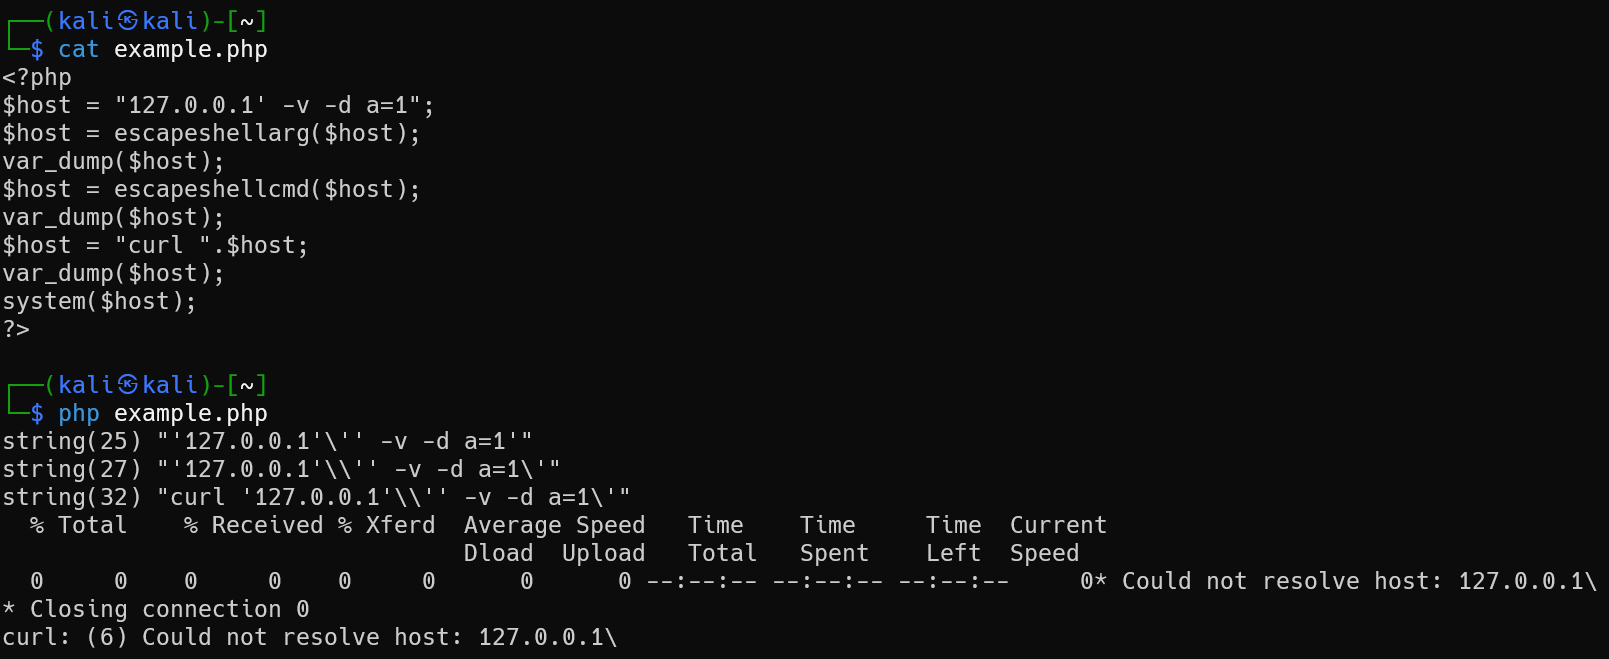 ┌──(kali㉿kali)-[~]
└─$ cat example.php
<?php
$host = "127.0.0.1' -v -d a=1";
$host = escapeshellarg($host);
var_dump($host);
$host = escapeshellcmd($host);
var_dump($host);
$host = "curl ".$host;
var_dump($host);
system($host);
?>
┌──(kali㉿kali)-[~]
└─$ php example.php
string(25) "'127.0.0.1'\'' -v -d a=1'"
string(27) "'127.0.0.1'\\'' -v -d a=1\'"
string(32) "curl '127.0.0.1'\\'' -v -d a=1\'"
  % Total    % Received % Xferd  Average Speed   Time    Time     Time  Current
                                 Dload  Upload   Total   Spent    Left  Speed
  0      0    0     0    0     0      0      0 --:--:-- --:--:-- --:--:--     0* Could not resolve host: 127.0.0.1\
* Closing connection 0
curl: (6) Could not resolve host: 127.0.0.1\